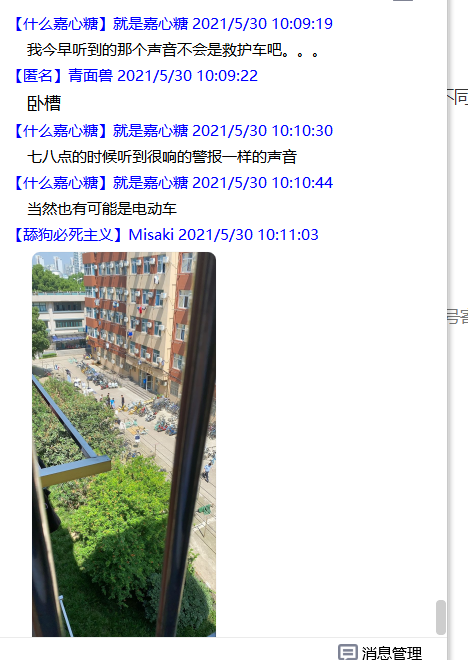 【什么嘉心糖】就是嘉心糖 2021/5/30 10:09:19
我今早听到的那个声音不会是救护车吧。。。
【匿名】青面兽 2021/5/30 10:09:22
卧槽
不同
【什么嘉心糖】就是嘉心糖 2021/5/30 10:10:30
七八点的时候听到很响的警报一样的声音
【什么嘉心糖】就是嘉心糖 2021/5/30 10:10:44
当然也有可能是电动车
【舔狗必死主义】Misaki 2021/5/30 10:11:03
号客
消息管理